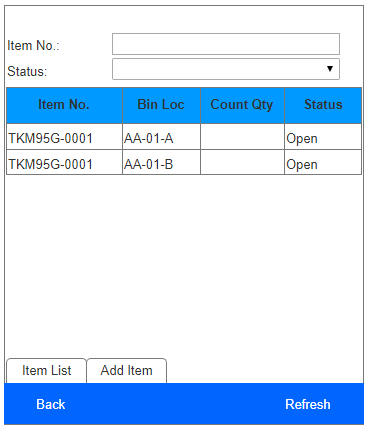 Item No.:
Status:
Item No. Bin Loc Count Qty Status
TKM95G-0001 AA-01-A Open
TKM95G-0001 AA-01-B Open
Item List Add Item
Back Refresh